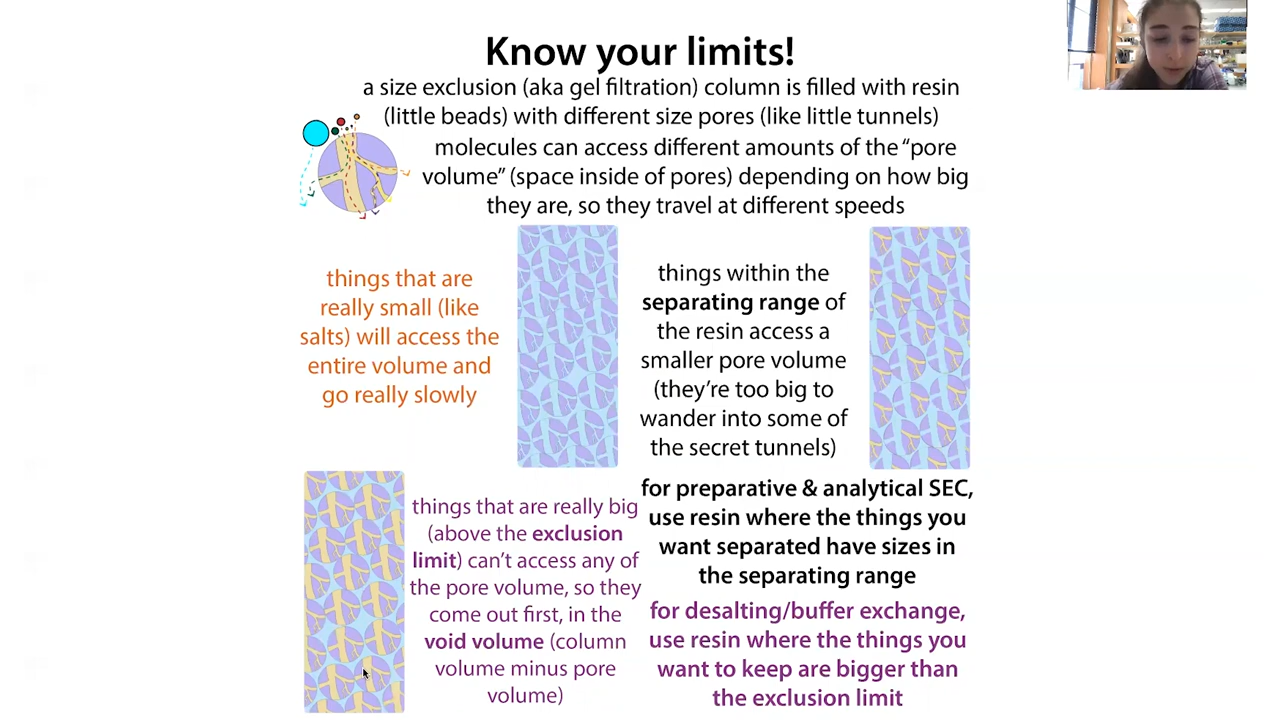 Know your limits!
a size exclusion (aka gel filtration) column is filled with resin
(little beads) with different size pores (like little tunnels)
molecules can access different amounts of the “pore
volume” (space inside of pores) depending on how big
they are, so they travel at different speeds
things that are
really small (like
salts) will access the
entire volume and
go really slowly
things within the
separating range of
the resin access a
smaller pore volume
(they’re too big to
wander into some of
the secret tunnels)
things that are really big
(above the exclusion
limit) can’t access any of
the pore volume, so they
come out first, in the
void volume (column
volume minus pore
volume)
for preparative & analytical SEC,
use resin where the things you
want separated have sizes in
the separating range
for desalting/buffer exchange,
use resin where the things you
want to keep are bigger than
the exclusion limit